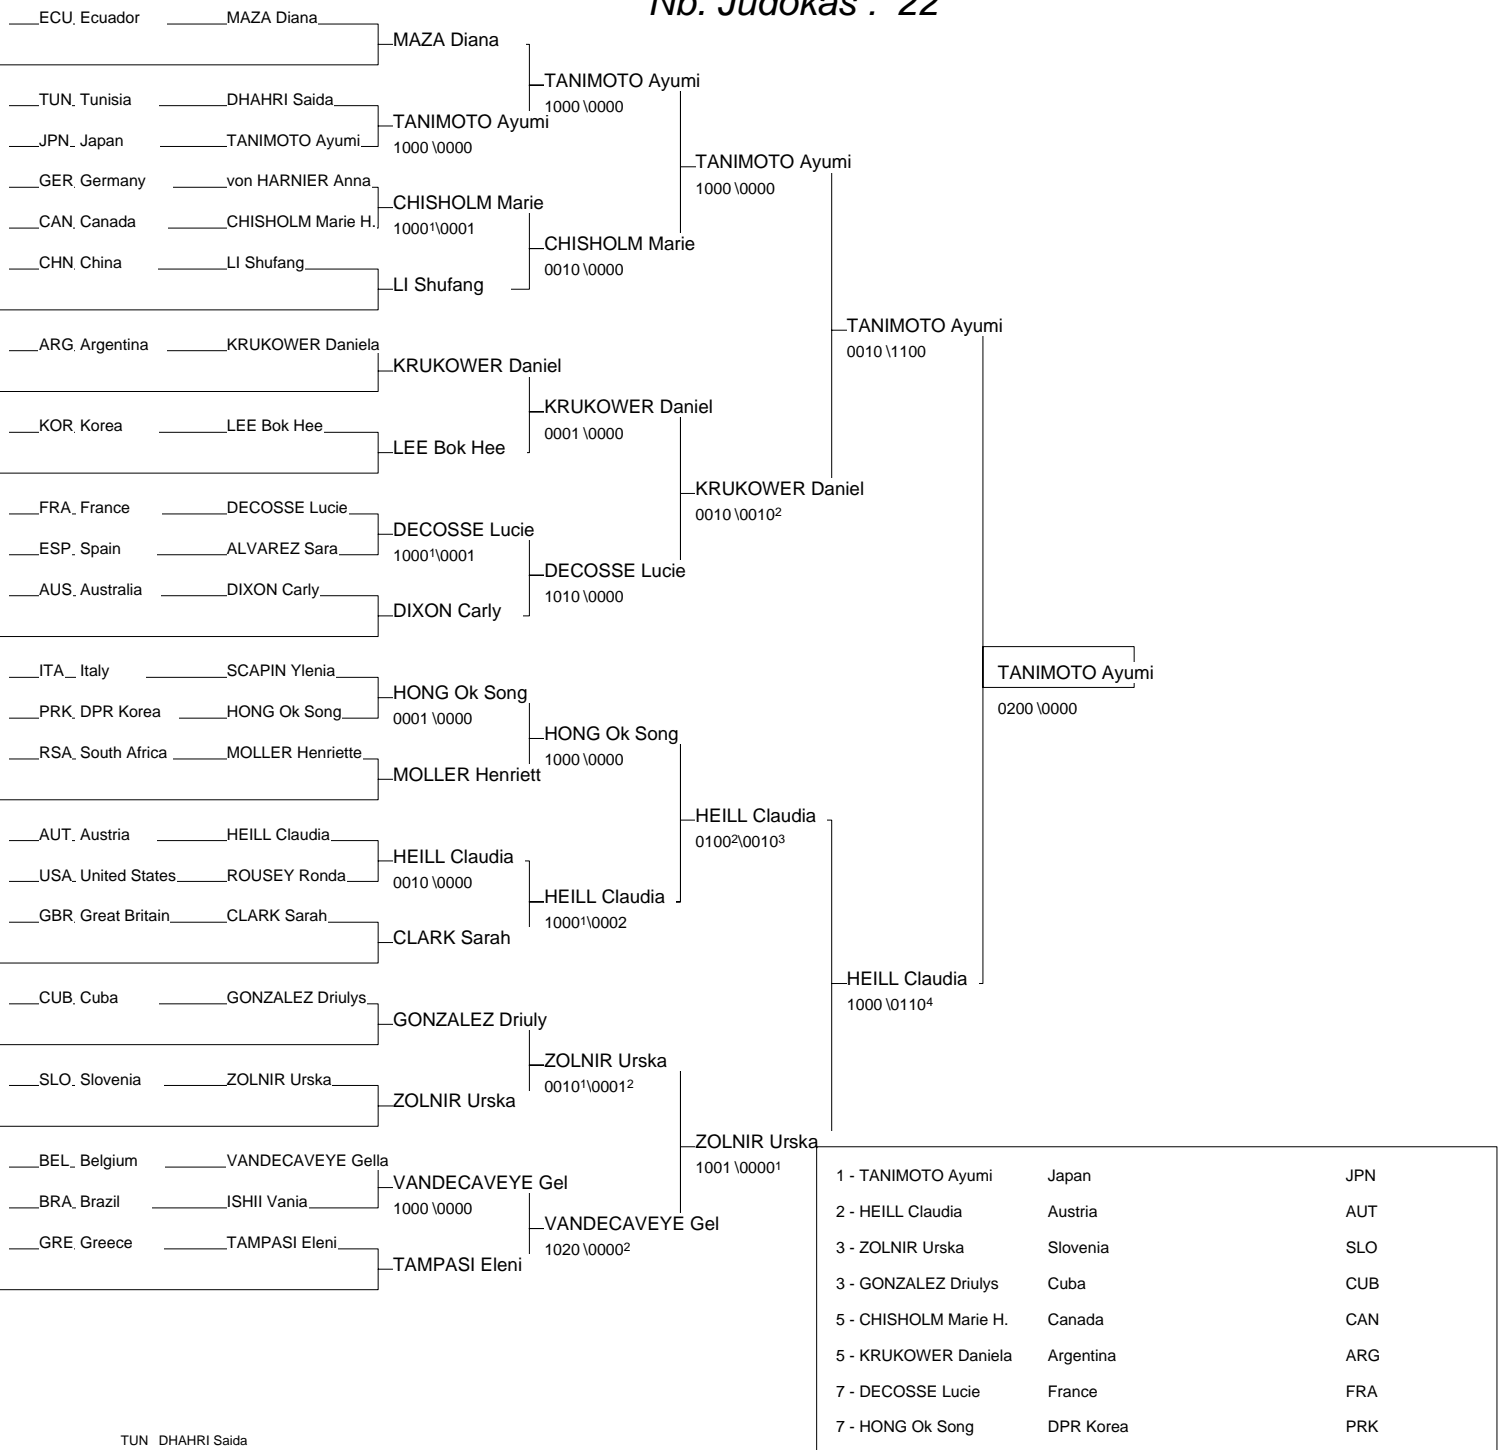 Nb. Judokas : 22
ECU Ecuador MAZA Diana
MAZA Diana
TANIMOTO Ayumi
1000 \0000
TUN Tunisia DHAHRI Saida
TANIMOTO Ayumi
1000 \0000
JPN Japan TANIMOTO Ayumi
TANIMOTO Ayumi
1000 \0000
GER Germany von HARNIER Anna
CHISHOLM Marie
1000¹\0001
CAN Canada CHISHOLM Marie H.
CHISHOLM Marie
0010 \0000
CHN China LI Shufang
LI Shufang
TANIMOTO Ayumi
0010 \1100
ARG Argentina KRUKOWER Daniela
KRUKOWER Daniel
KRUKOWER Daniel
0001 \0000
KOR Korea LEE Bok Hee
LEE Bok Hee
KRUKOWER Daniel
0010 \0010²
FRA France DECOSSE Lucie
DECOSSE Lucie
1000¹\0001
ESP Spain ALVAREZ Sara
DECOSSE Lucie
1010 \0000
AUS Australia DIXON Carly
DIXON Carly
TANIMOTO Ayumi
0200 \0000
ITA Italy SCAPIN Ylenia
HONG Ok Song
0001 \0000
PRK DPR Korea HONG Ok Song
HONG Ok Song
1000 \0000
RSA South Africa MOLLER Henriette
MOLLER Henriett
HEILL Claudia
0100²\0010³
AUT Austria HEILL Claudia
HEILL Claudia
0010 \0000
USA United States ROUSEY Ronda
HEILL Claudia
1000¹\0002
GBR Great Britain CLARK Sarah
CLARK Sarah
HEILL Claudia
1000 \0110⁴
CUB Cuba GONZALEZ Driulys
GONZALEZ Driuly
ZOLNIR Urska
0010¹\0001²
SLO Slovenia ZOLNIR Urska
ZOLNIR Urska
ZOLNIR Urska
1001 \0000¹
BEL Belgium VANDECAVEYE Gella
VANDECAVEYE Gel
1000 \0000
BRA Brazil ISHII Vania
VANDECAVEYE Gel
1020 \0000²
GRE Greece TAMPASI Eleni
TAMPASI Eleni
1 - TANIMOTO Ayumi Japan JPN
2 - HEILL Claudia Austria AUT
3 - ZOLNIR Urska Slovenia SLO
3 - GONZALEZ Driulys Cuba CUB
5 - CHISHOLM Marie H. Canada CAN
5 - KRUKOWER Daniela Argentina ARG
7 - DECOSSE Lucie France FRA
7 - HONG Ok Song DPR Korea PRK
TUN DHAHRI Saida